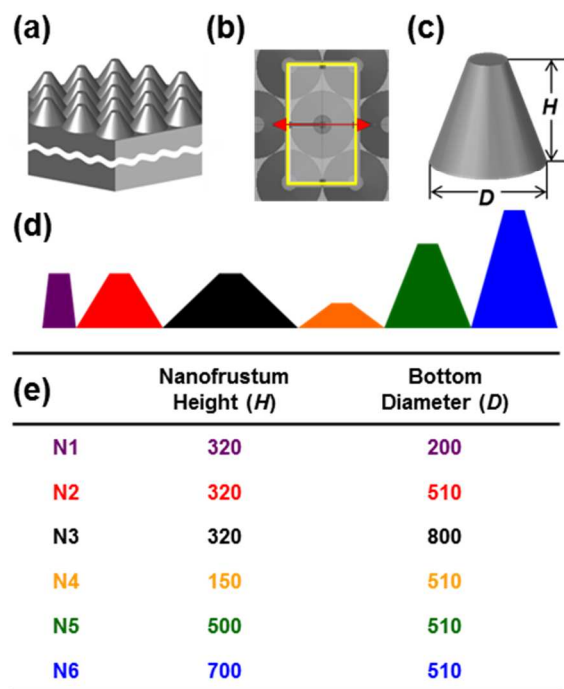 (a) (b) (c)
H
D
(d)
(e) Nanofrustum Height (H) Bottom Diameter (D)
N1 320 200
N2 320 510
N3 320 800
N4 150 510
N5 500 510
N6 700 510